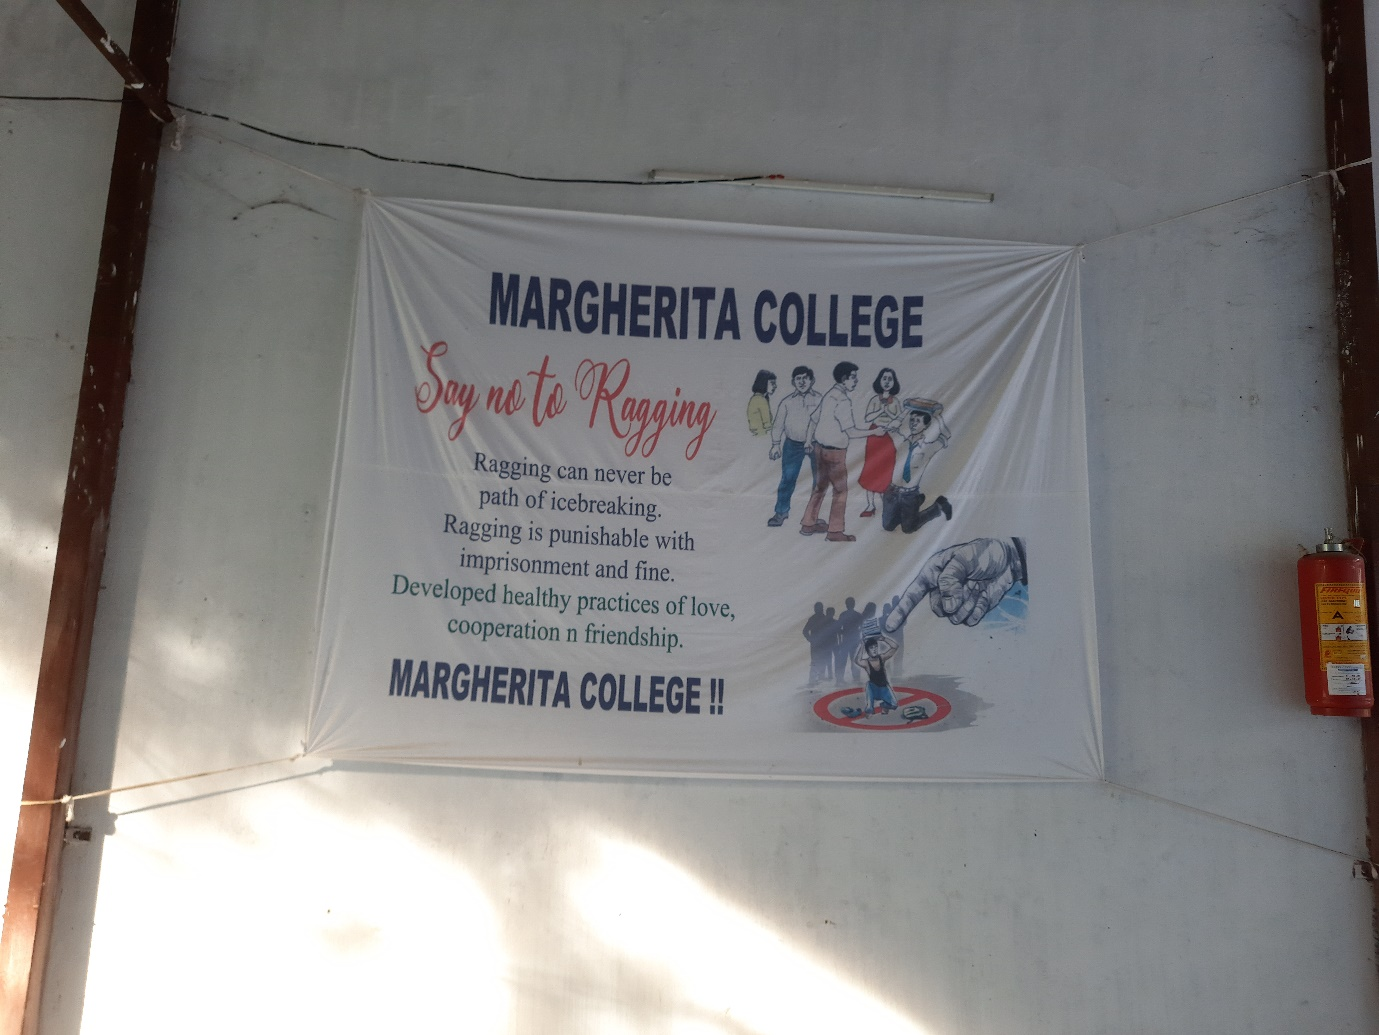 MARGHERITA COLLEGE
Say no to Ragging
Ragging can never be
path of icebreaking.
Ragging is punishable with
imprisonment and fine.
Developed healthy practices of love,
cooperation n friendship.
MARGHERITA COLLEGE !!
A